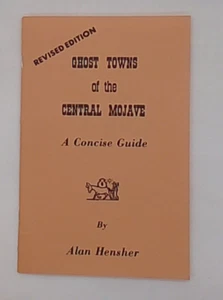 REVISED EDITION
GHOST TOWNS
of the
CENTRAL MOJAVE
A Concise Guide
By
Alan Hensher